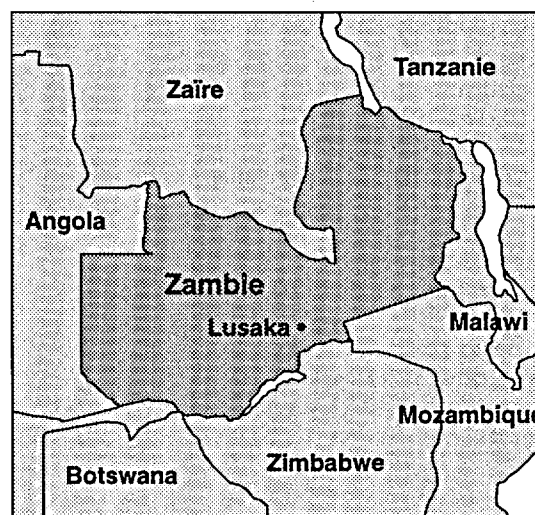 Tanzanie
Zaïre
Angola
Zambie
Lusaka
Malawi
Mozambique
Zimbabwe
Botswana